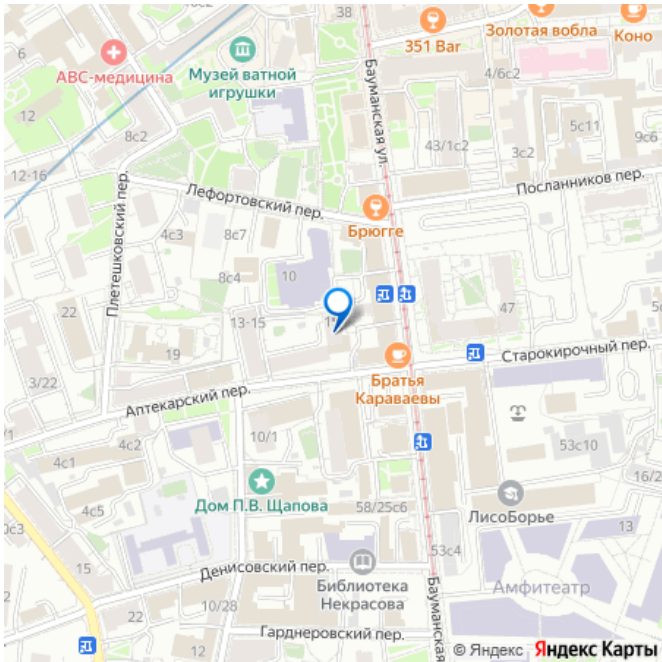 38
351 Bar
Золотая вобла
Коно
АВС-медицина
Музей ватной
игрушки
4/6с2
12
8с2
Бауманская ул.
43/1с2
5с11
9с6
3с2
12-16
Посланников пер.
Лефортовский пер.
Плетешковский пер.
4с3
8с7
Брюгге
8с4
10
22
13-15
47
19
Старокирочный пер.
3/22
Братья
Караваевы
Аптекарский пер.
/1
4с2
10/1
53с10
4с1
16/2
Дом П.В. Щапова
4с5
58/25с6
ЛисоБорье
13
0с3
53с4
15
Денисовский пер.
Библиотека
Некрасова
Амфитеатр
22
10/28
Бауманская
Гарднеровский пер.
© Яндекс Яндекс Карты